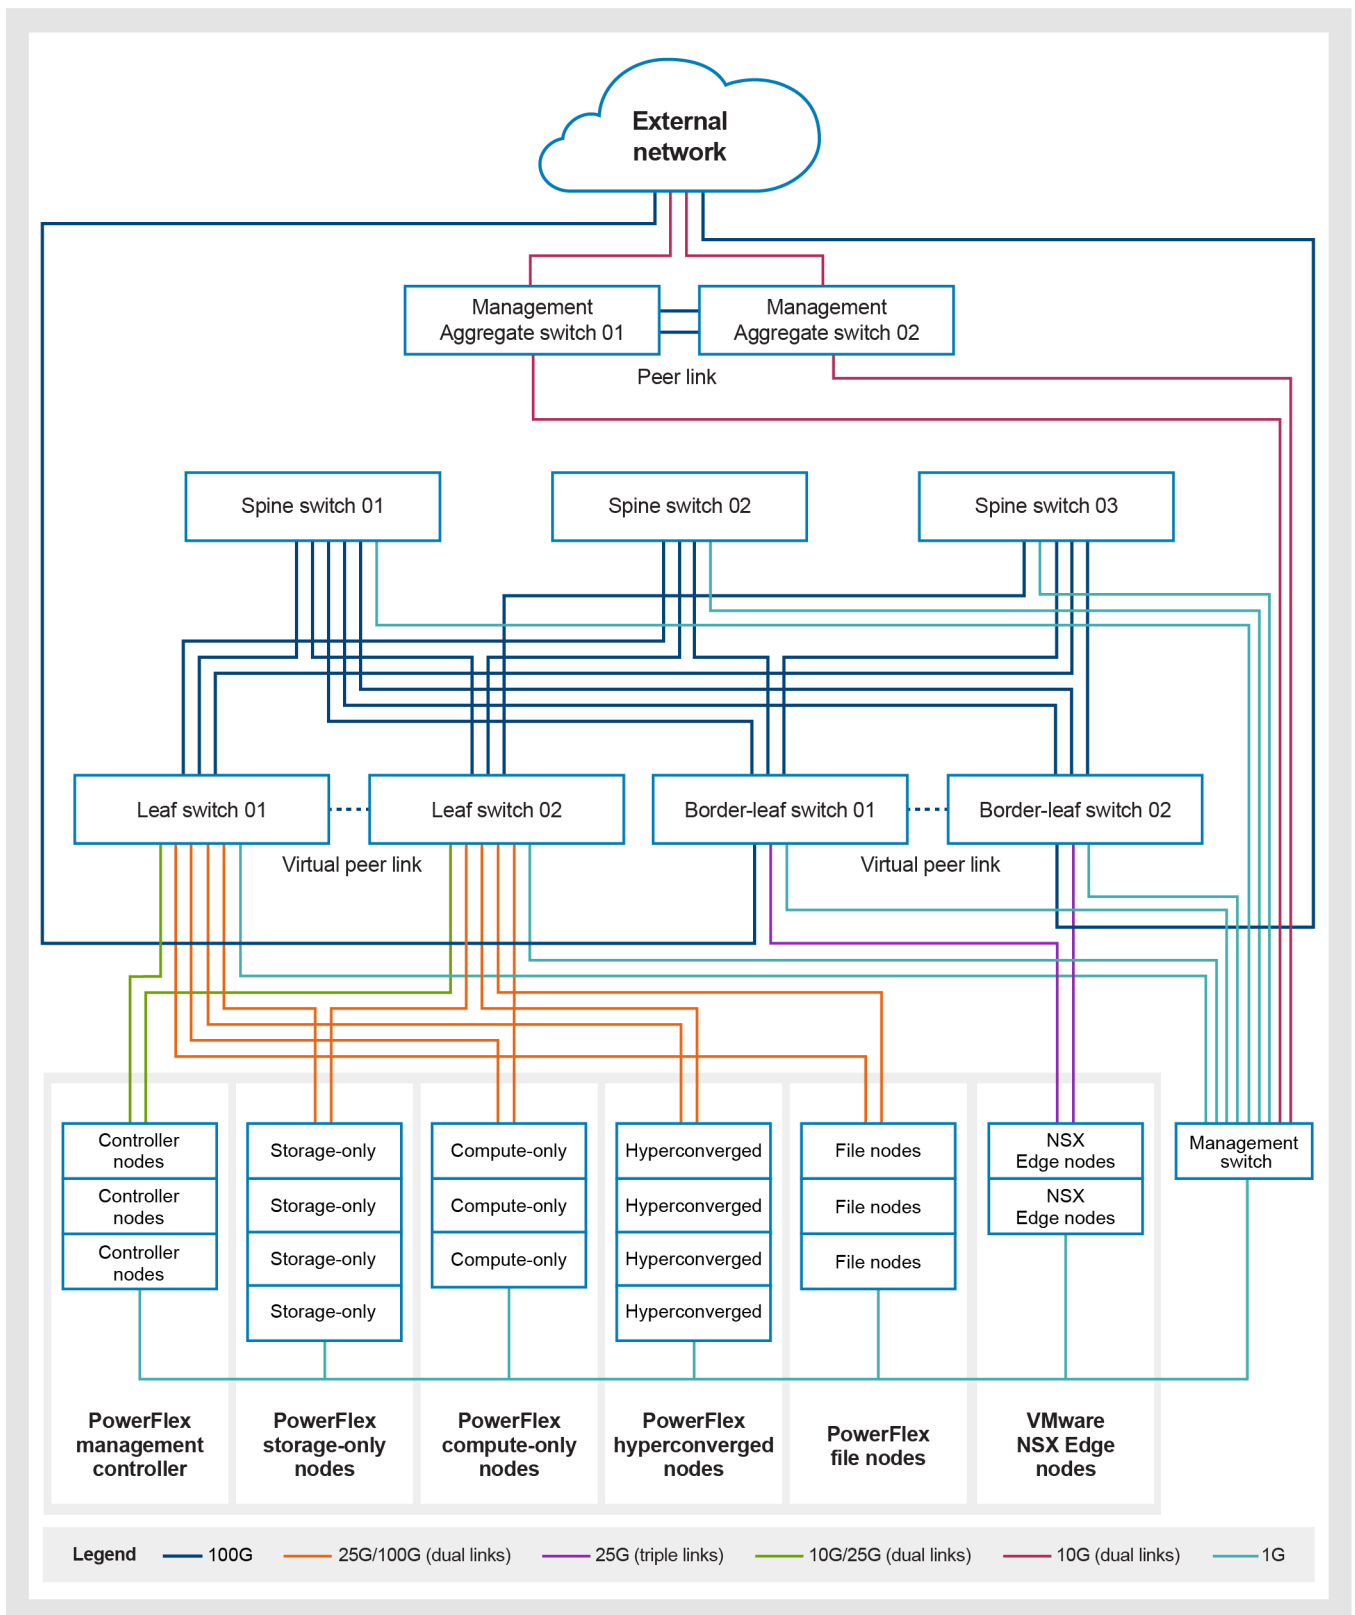 External
network
Management
Aggregate switch 01
Management
Aggregate switch 02
Peer link
Spine switch 01
Spine switch 02
Spine switch 03
Leaf switch 01
Leaf switch 02
Border-leaf switch 01
Border-leaf switch 02
Virtual peer link
Virtual peer link
Controller
nodes
Controller
nodes
Controller
nodes
Storage-only
Storage-only
Storage-only
Storage-only
Compute-only
Compute-only
Compute-only
Hyperconverged
Hyperconverged
Hyperconverged
Hyperconverged
File nodes
File nodes
File nodes
NSX
Edge nodes
NSX
Edge nodes
Management
switch
PowerFlex
management
controller
PowerFlex
storage-only
nodes
PowerFlex
compute-only
nodes
PowerFlex
hyperconverged
nodes
PowerFlex
file nodes
VMware
NSX Edge
nodes
Legend
100G
25G/100G (dual links)
25G (triple links)
10G/25G (dual links)
10G (dual links)
1G